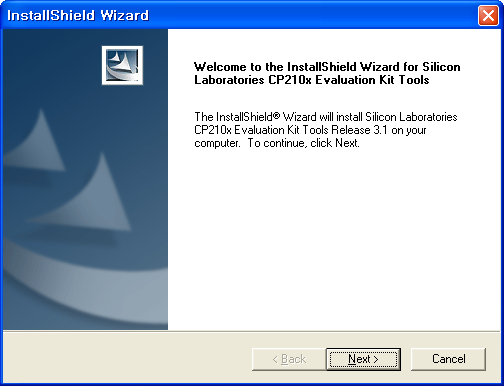 InstallShield Wizard
Welcome to the InstallShield Wizard for Silicon
Laboratories CP210x Evaluation Kit Tools
The InstallShield® Wizard will install Silicon Laboratories
CP210x Evaluation Kit Tools Release 3.1 on your
computer.  To continue, click Next.
< Back
Next >
Cancel